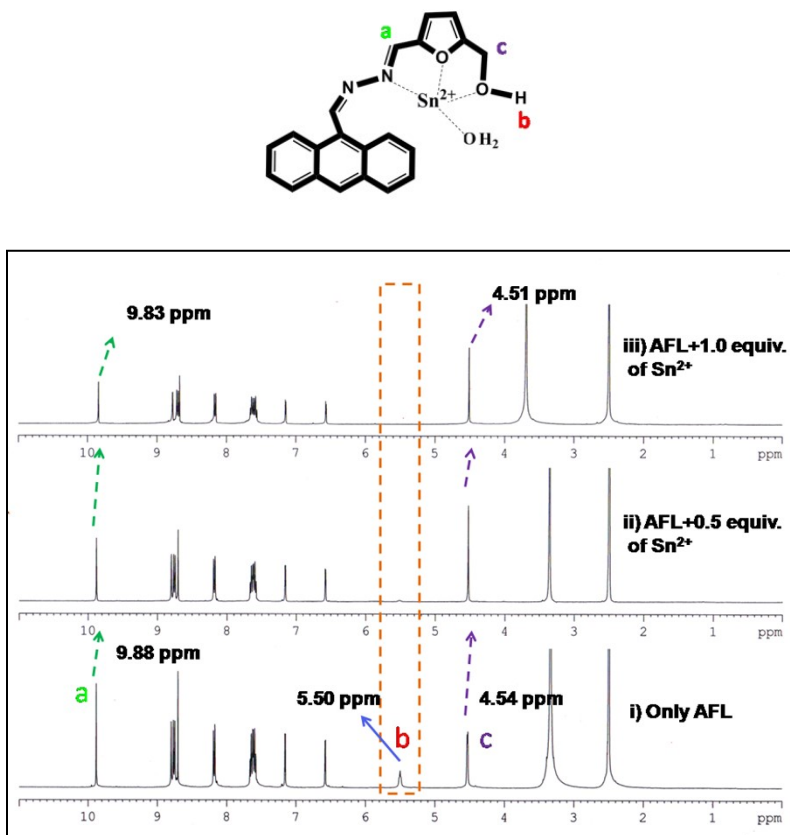 a
c
O
N
N
Sn2+
O
H
b
OH2
9.83 ppm
4.51 ppm
iii) AFL+1.0 equiv.
of Sn2+
10 9 8 7 6 5 4 3 2 1 ppm
ii) AFL+0.5 equiv.
of Sn2+
10 9 8 7 6 5 4 3 2 1 ppm
9.88 ppm
a
5.50 ppm
4.54 ppm
b
c
i) Only AFL
10 9 8 7 6 5 4 3 2 1 ppm